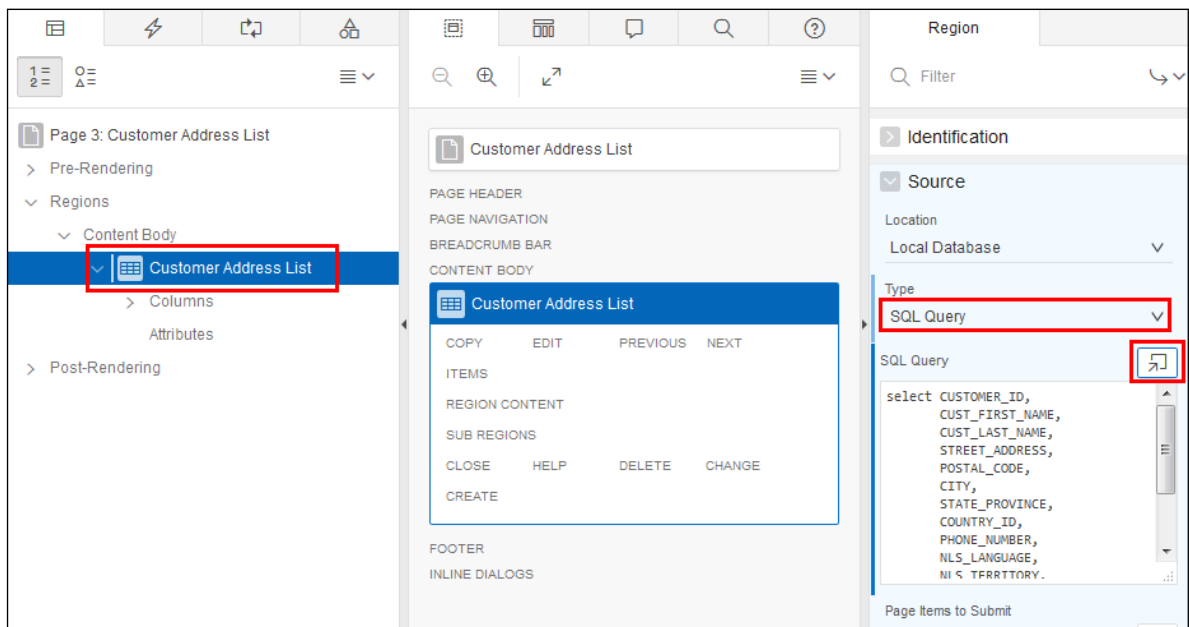 Page 3: Customer Address List
Pre-Rendering
Regions
Content Body
Customer Address List
Columns
Attributes
Post-Rendering
Customer Address List
PAGE HEADER
PAGE NAVIGATION
BREADCRUMB BAR
CONTENT BODY
Customer Address List
COPY EDIT PREVIOUS NEXT
ITEMS
REGION CONTENT
SUB REGIONS
CLOSE HELP DELETE CHANGE
CREATE
FOOTER
INLINE DIALOGS
Region
Filter
Identification
Source
Location
Local Database
Type
SQL Query
SQL Query
select CUSTOMER_ID,
CUST_FIRST_NAME,
CUST_LAST_NAME,
STREET_ADDRESS,
POSTAL_CODE,
CITY,
STATE_PROVINCE,
COUNTRY_ID,
PHONE_NUMBER,
NLS_LANGUAGE,
NLS_TERRITORY,
Page Items to Submit